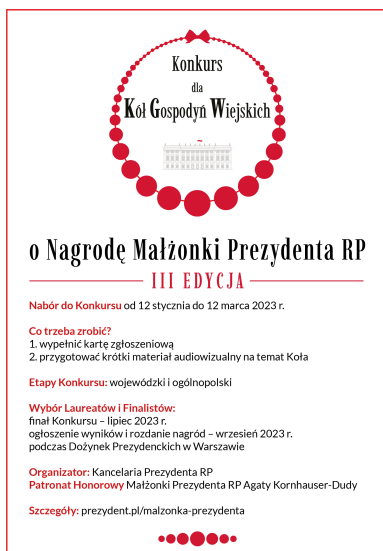 Konkurs
dla
Kół Gospodyń Wiejskich
o Nagrodę Małżonki Prezydenta RP
III EDYCJA
Nabór do Konkursu od 12 stycznia do 12 marca 2023 r.
Co trzeba zrobić?
1. wypełnić kartę zgłoszeniową
2. przygotować krótki materiał audiowizualny na temat Koła
Etapy Konkursu: wojewódzki i ogólnopolski
Wybór Laureatów i Finalistów:
finał Konkursu – lipiec 2023 r.
ogłoszenie wyników i rozdanie nagród – wrzesień 2023 r.
podczas Dożynek Prezydenckich w Warszawie
Organizator: Kancelaria Prezydenta RP
Patronat Honorowy Małżonki Prezydenta RP Agaty Kornhauser-Dudy
Szczegóły: prezydent.pl/malzonka-prezydenta